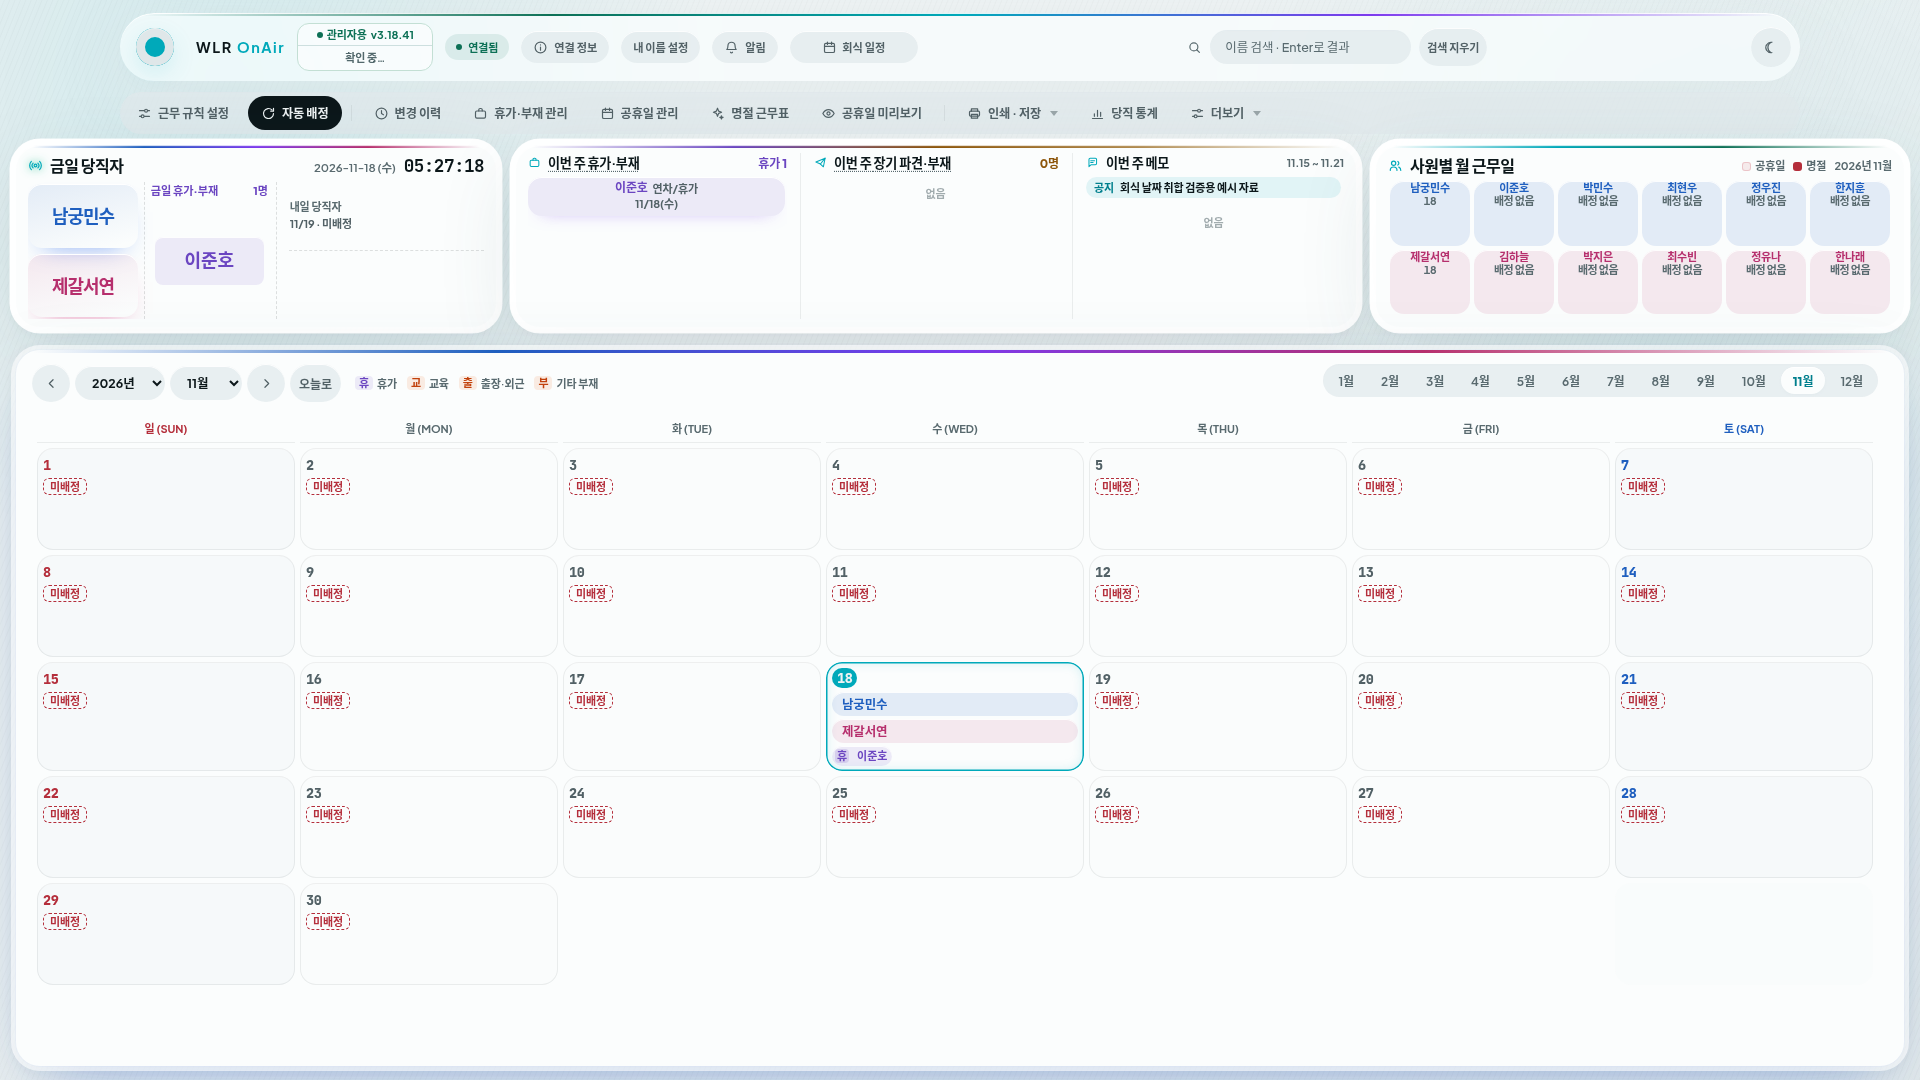 WLR OnAir
관리자용 v3.18.41
확인 중...
연결됨
연결 정보
내 이름 설정
알림
회식 일정
이름 검색 · Enter로 결과
검색 지우기
근무 규칙 설정
자동 배정
변경 이력
휴가·부재 관리
공휴일 관리
명절 근무표
공휴일 미리보기
인쇄 · 저장
당직 통계
더보기
금일 당직자
2026-11-18 (수) 05:27:18
남궁민수
제갈서연
금일 휴가·부재 1명
이준호
내일 당직자
11/19 · 미배정
이번 주 휴가·부재 휴가 1
이준호 연차/휴가
11/18(수)
이번 주 장기 파견·부재 0명
없음
이번 주 메모 11.15 ~ 11.21
공지 회식 날짜 취합 검증용 예시 자료
없음
사원별 월 근무일 공휴일 명절 2026년 11월
남궁민수 이준호 박민수 최현우 정우진 한지훈
18 배정 없음 배정 없음 배정 없음 배정 없음 배정 없음
제갈서연 김하늘 박지은 최수빈 정유나 한나래
18 배정 없음 배정 없음 배정 없음 배정 없음 배정 없음
2026년 11월 오늘로
휴 휴가 교 교육 출 출장·외근 부 기타 부재
1월 2월 3월 4월 5월 6월 7월 8월 9월 10월 11월 12월
일 (SUN) 월 (MON) 화 (TUE) 수 (WED) 목 (THU) 금 (FRI) 토 (SAT)
1 2 3 4 5 6 7
미배정 미배정 미배정 미배정 미배정 미배정 미배정
8 9 10 11 12 13 14
미배정 미배정 미배정 미배정 미배정 미배정 미배정
15 16 17 18 19 20 21
미배정 미배정 미배정 남궁민수 미배정 미배정 미배정
제갈서연
휴 이준호
22 23 24 25 26 27 28
미배정 미배정 미배정 미배정 미배정 미배정 미배정
29 30
미배정 미배정